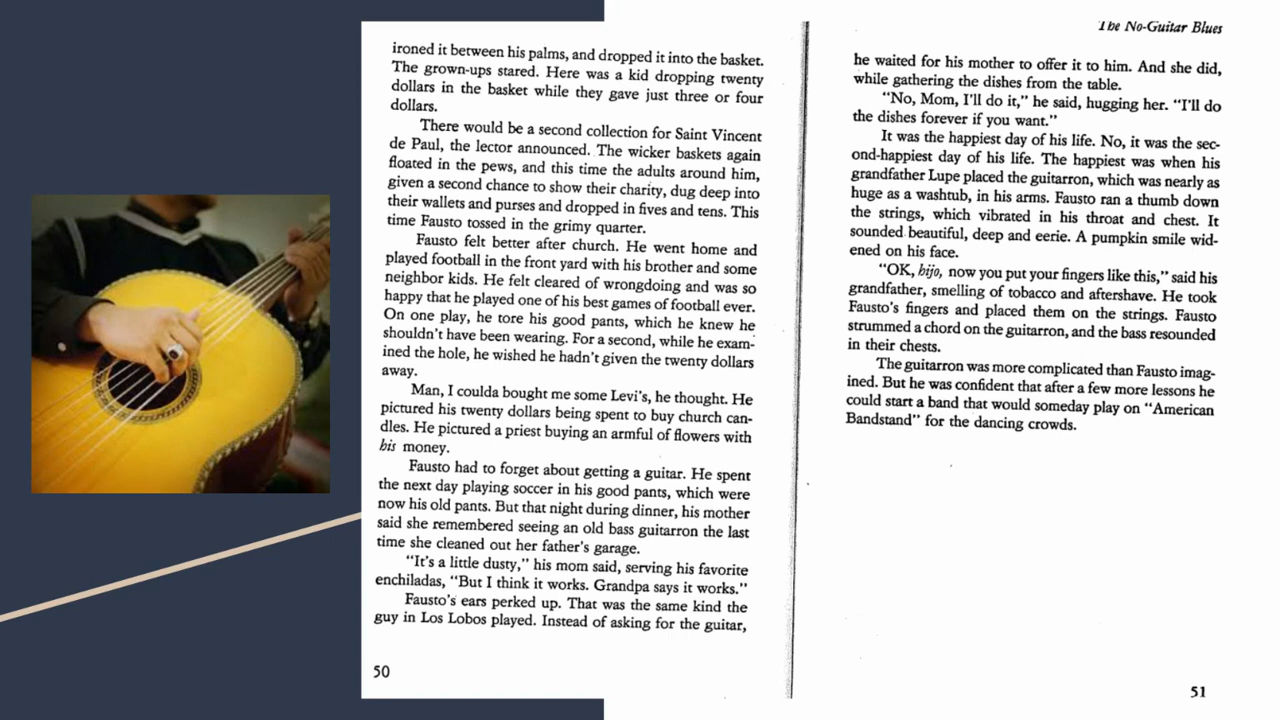 ironed it between his palms, and dropped it into the basket.
The grown-ups stared. Here was a kid dropping twenty
dollars in the basket while they gave just three or four
dollars.
There would be a second collection for Saint Vincent
de Paul, the lector announced. The wicker baskets again
floated in the pews, and this time the adults around him,
given a second chance to show their charity, dug deep into
their wallets and purses and dropped in fives and tens. This
time Fausto tossed in the grimy quarter.
Fausto felt better after church. He went home and
played football in the front yard with his brother and some
neighbor kids. He felt cleared of wrongdoing and was so
happy that he played one of his best games of football ever.
On one play, he tore his good pants, which he knew he
shouldn't have been wearing. For a second, while he exam-
ined the hole, he wished he hadn't given the twenty dollars
away.
Man, I coulda bought me some Levi's, he thought. He
pictured his twenty dollars being spent to buy church can-
dles. He pictured a priest buying an armful of flowers with
his money.
Fausto had to forget about getting a guitar. He spent
the next day playing soccer in his good pants, which were
now his old pants. But that night during dinner, his mother
said she remembered seeing an old bass guitarron the last
time she cleaned out her father's garage.
"It's a little dusty," his mom said, serving his favorite
enchiladas, "But I think it works. Grandpa says it works."
Fausto's ears perked up. That was the same kind the
guy in Los Lobos played. Instead of asking for the guitar,
50
The No-Guitar Blues
he waited for his mother to offer it to him. And she did,
while gathering the dishes from the table.
"No, Mom, I'll do it," he said, hugging her. "I'll do
the dishes forever if you want."
It was the happiest day of his life. No, it was the sec-
ond-happiest day of his life. The happiest was when his
grandfather Lupe placed the guitarron, which was nearly as
huge as a washtub, in his arms. Fausto ran a thumb down
the strings, which vibrated in his throat and chest. It
sounded beautiful, deep and eerie. A pumpkin smile wid-
ened on his face.
"OK, hijo, now you put your fingers like this," said his
grandfather, smelling of tobacco and aftershave. He took
Fausto's fingers and placed them on the strings. Fausto
strummed a chord on the guitarron, and the bass resounded
in their chests.
The guitarron was more complicated than Fausto imag-
ined. But he was confident that after a few more lessons he
could start a band that would someday play on "American
Bandstand" for the dancing crowds.
51